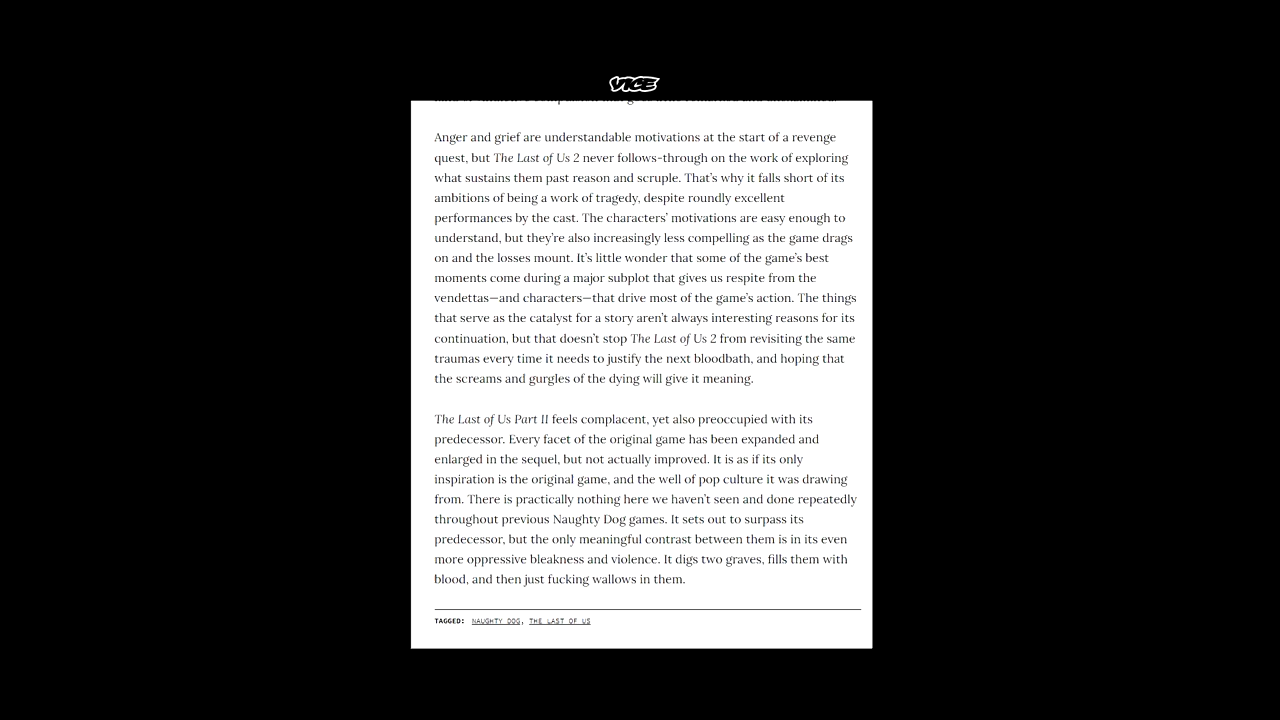 VICE
Anger and grief are understandable motivations at the start of a revenge
quest, but The Last of Us 2 never follows-through on the work of exploring
what sustains them past reason and scruple. That's why it falls short of its
ambitions of being a work of tragedy, despite roundly excellent
performances by the cast. The characters' motivations are easy enough to
understand, but they're also increasingly less compelling as the game drags
on and the losses mount. It's little wonder that some of the game's best
moments come during a major subplot that gives us respite from the
vendettas—and characters—that drive most of the game's action. The things
that serve as the catalyst for a story aren't always interesting reasons for its
continuation, but that doesn't stop The Last of Us 2 from revisiting the same
traumas every time it needs to justify the next bloodbath, and hoping that
the screams and gurgles of the dying will give it meaning.
The Last of Us Part II feels complacent, yet also preoccupied with its
predecessor. Every facet of the original game has been expanded and
enlarged in the sequel, but not actually improved. It is as if its only
inspiration is the original game, and the well of pop culture it was drawing
from. There is practically nothing here we haven't seen and done repeatedly
throughout previous Naughty Dog games. It sets out to surpass its
predecessor, but the only meaningful contrast between them is in its even
more oppressive bleakness and violence. It digs two graves, fills them with
blood, and then just fucking wallows in them.
TAGGED: NAUGHTY DOG, THE LAST OF US